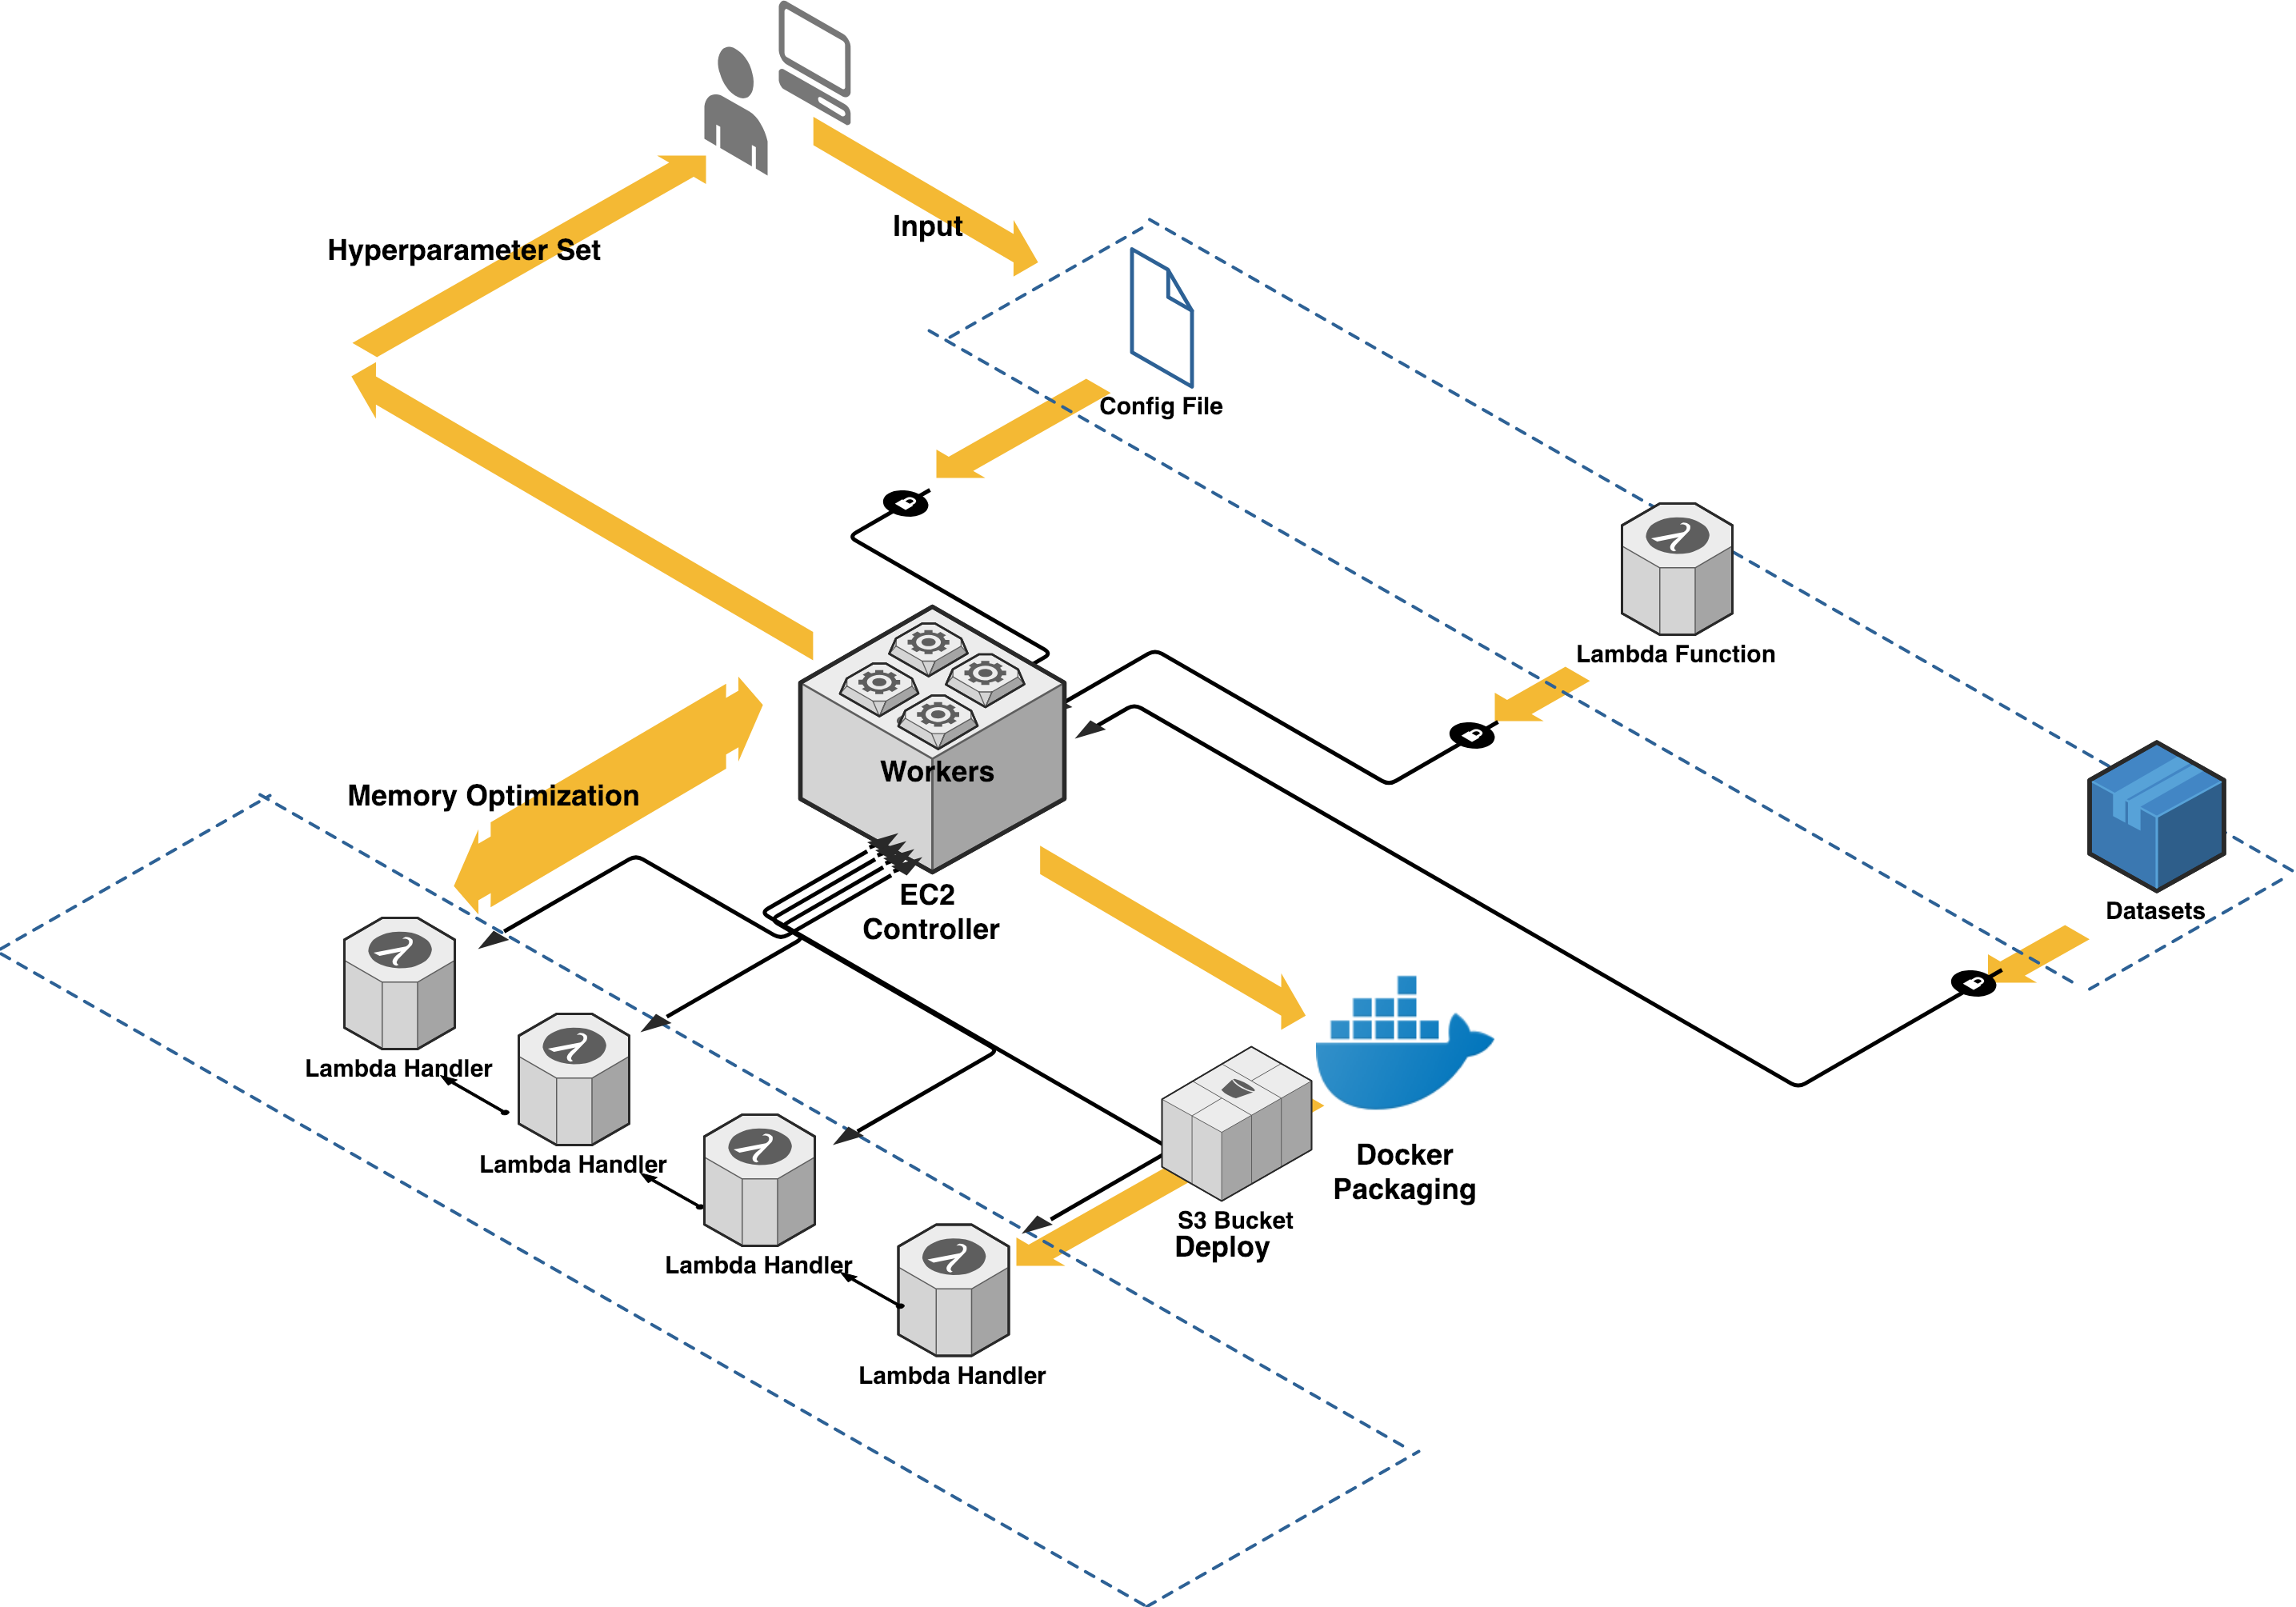 Input
Hyperparameter Set
Config File
Lambda Function
Workers
Memory Optimization
EC2
Controller
Datasets
Lambda Handler
Lambda Handler
Lambda Handler
Lambda Handler
Docker
Packaging
S3 Bucket
Deploy